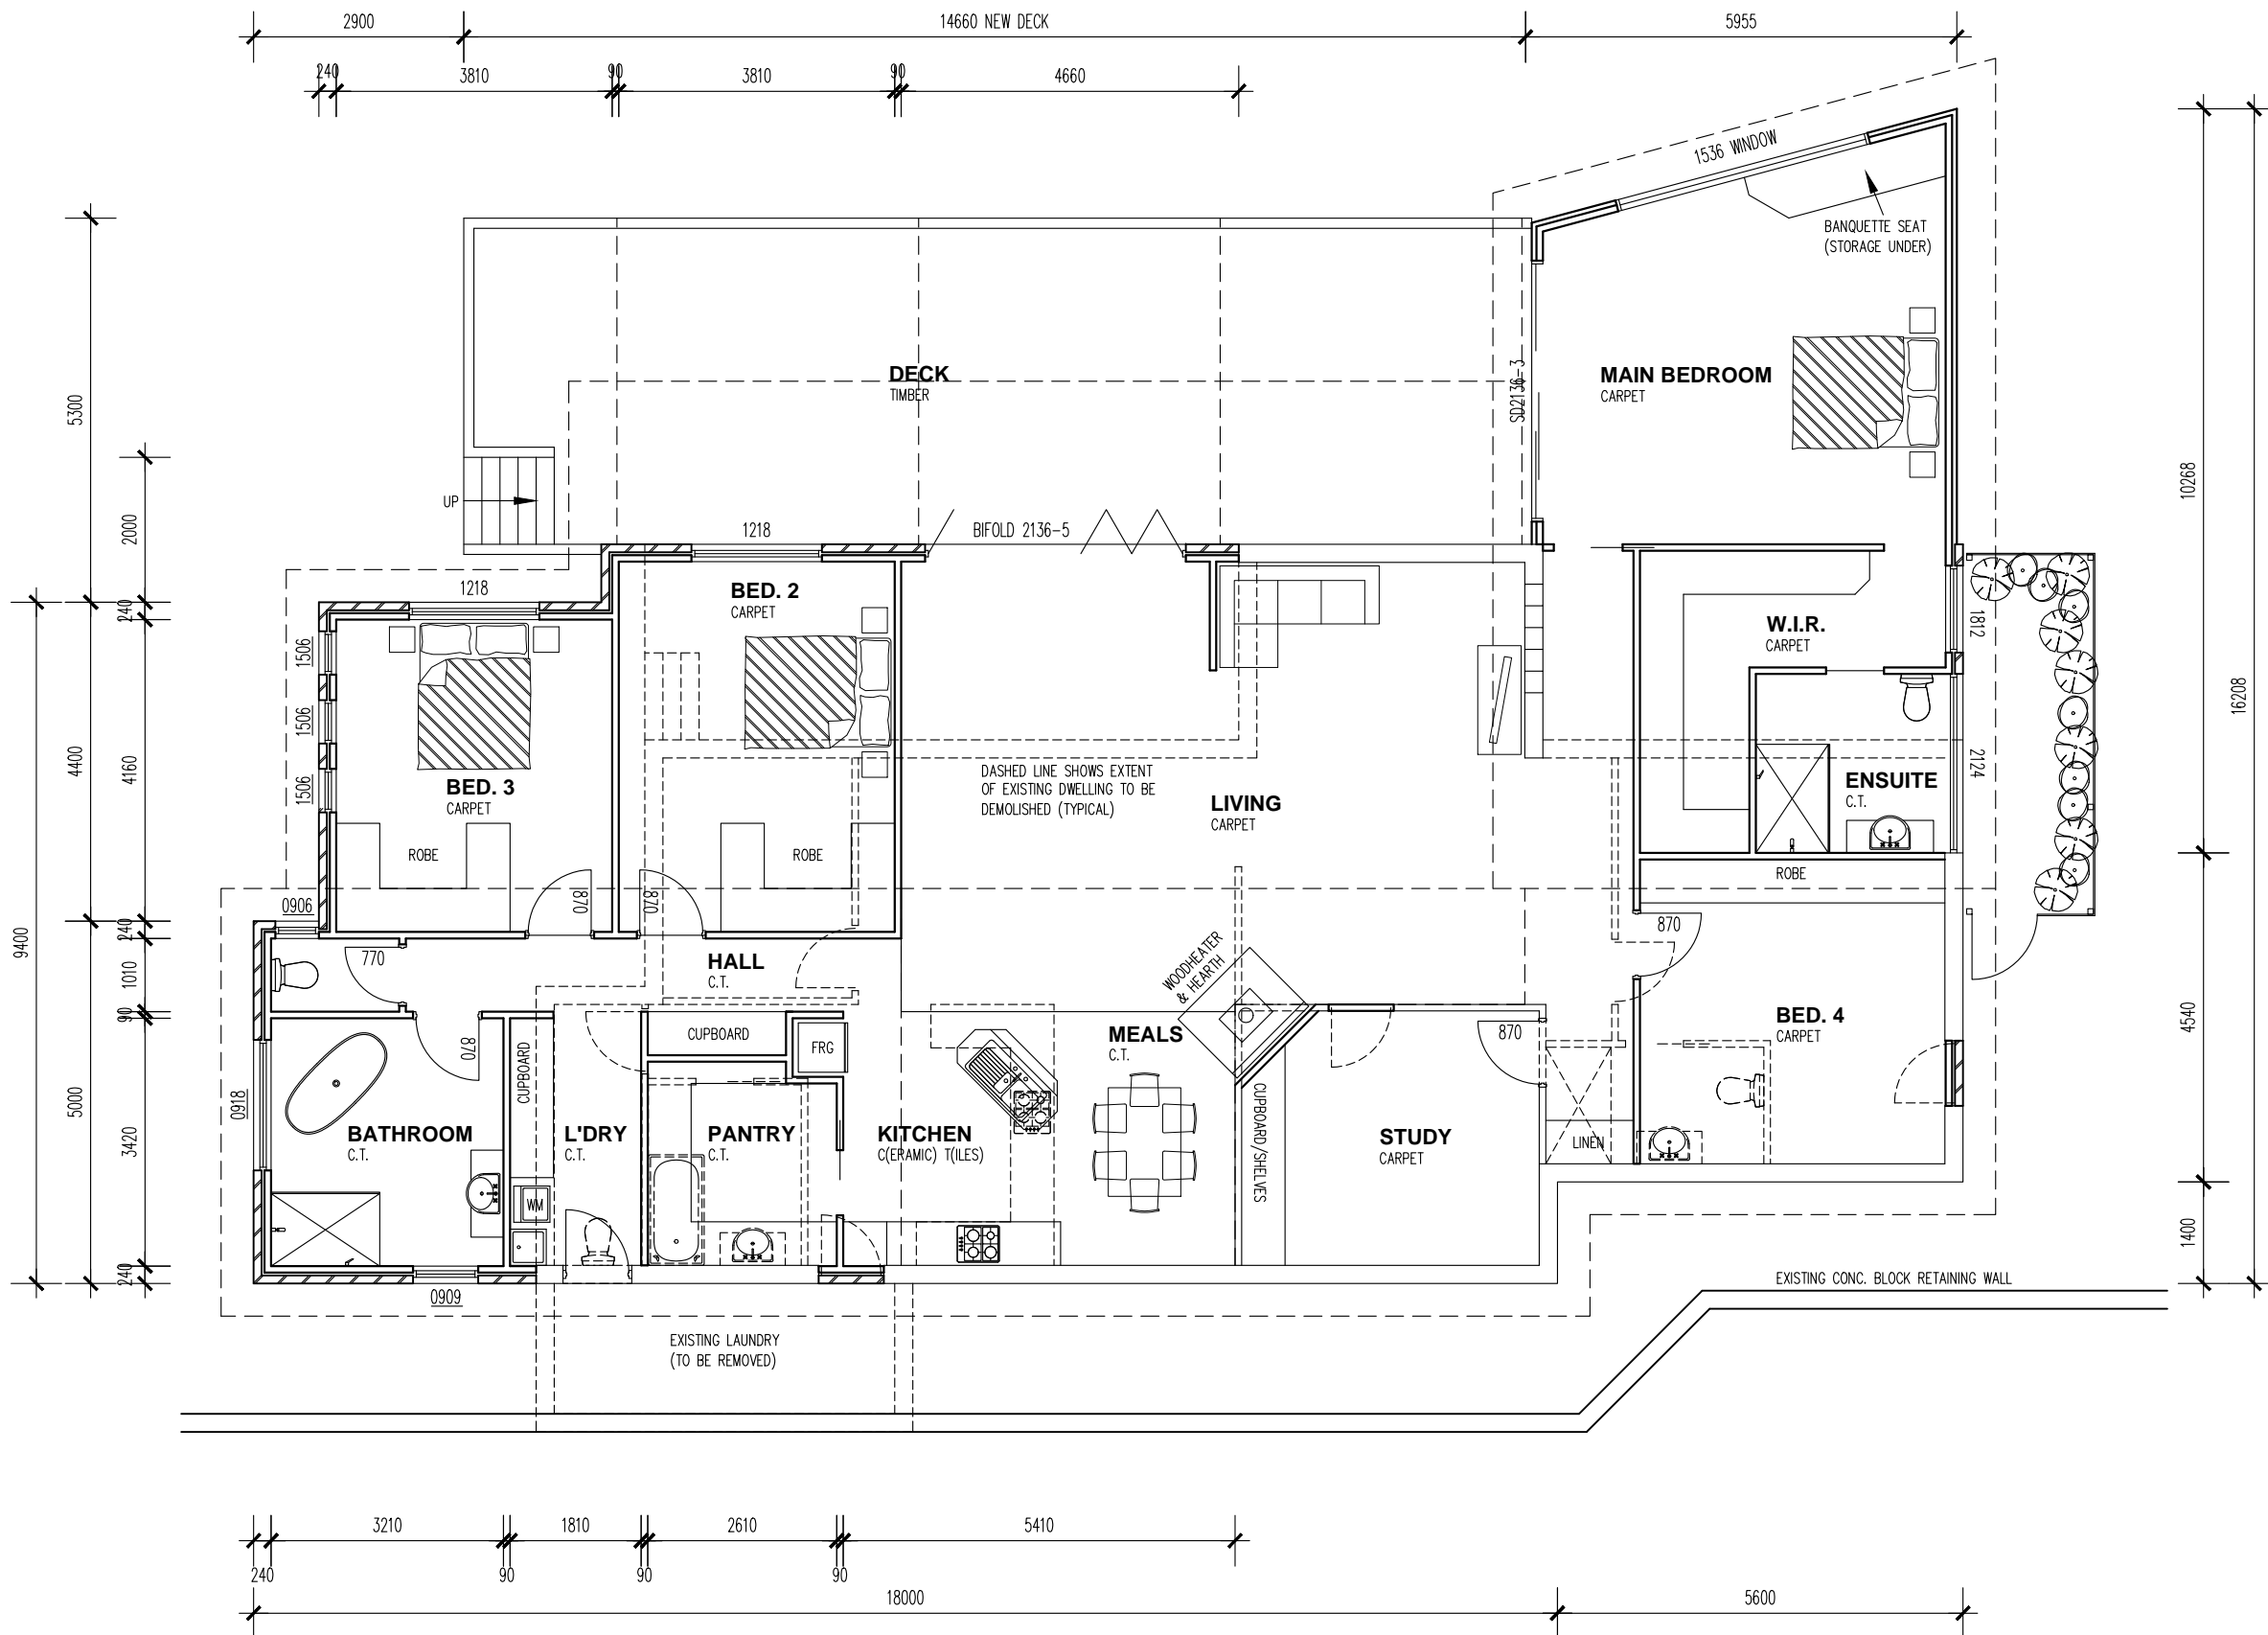 2900
14660 NEW DECK
5955
240
3810
90
3810
90
4660
1536 WINDOW
BANQUETTE SEAT
(STORAGE UNDER)
DECK
TIMBER
SD2136-3
MAIN BEDROOM
CARPET
5300
2000
10268
16208
UP
1218
BIFOLD 2136-5
1218
BED. 2
CARPET
W.I.R.
CARPET
1812
240
240
1506
1506
1506
4400
4160
9400
BED. 3
CARPET
DASHED LINE SHOWS EXTENT
OF EXISTING DWELLING TO BE
DEMOLISHED (TYPICAL)
LIVING
CARPET
ENSUITE
C.T.
2124
ROBE
ROBE
ROBE
870
870
0906
240
1010
90
770
HALL
C.T.
WOODHEATER
& HEARTH
870
870
CUPBOARD
CUPBOARD
FRG
MEALS
C.T.
870
BED. 4
CARPET
4540
5000
3420
0918
BATHROOM
C.T.
L'DRY
C.T.
PANTRY
C.T.
KITCHEN
C(ERAMIC) T(ILES)
CUPBOARD/SHELVES
STUDY
CARPET
LINEN
WM
240
1400
0909
EXISTING CONC. BLOCK RETAINING WALL
EXISTING LAUNDRY
(TO BE REMOVED)
3210
1810
2610
5410
240
90
90
90
18000
5600